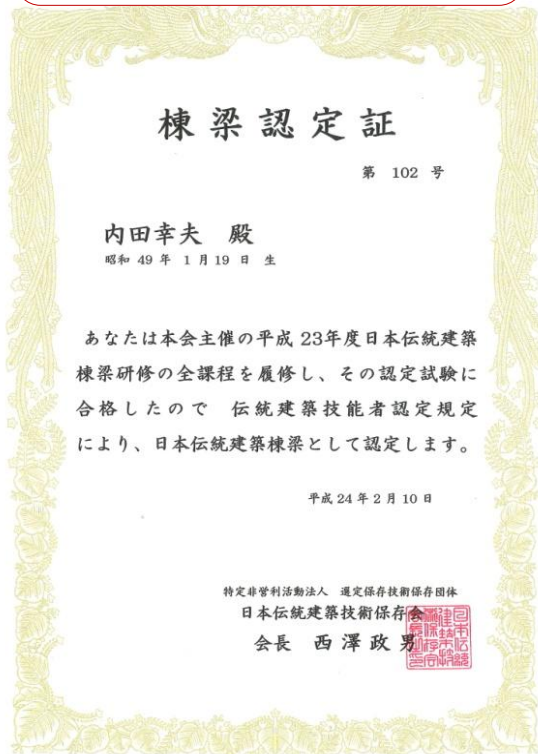 棟梁認定証
第 102 号
内田幸夫 殿
昭和 49 年 1 月 19 日 生
あなたは本会主催の平成 23年度日本伝統建築
棟梁研修の全課程を履修し、その認定試験に
合格したので 伝統建築技能者認定規定
により、日本伝統建築棟梁として認定します。
平成 24 年 2 月 10 日
特定非営利活動法人 選定保存技術保存団体
日本伝統建築技術保存会
会長 西澤政男